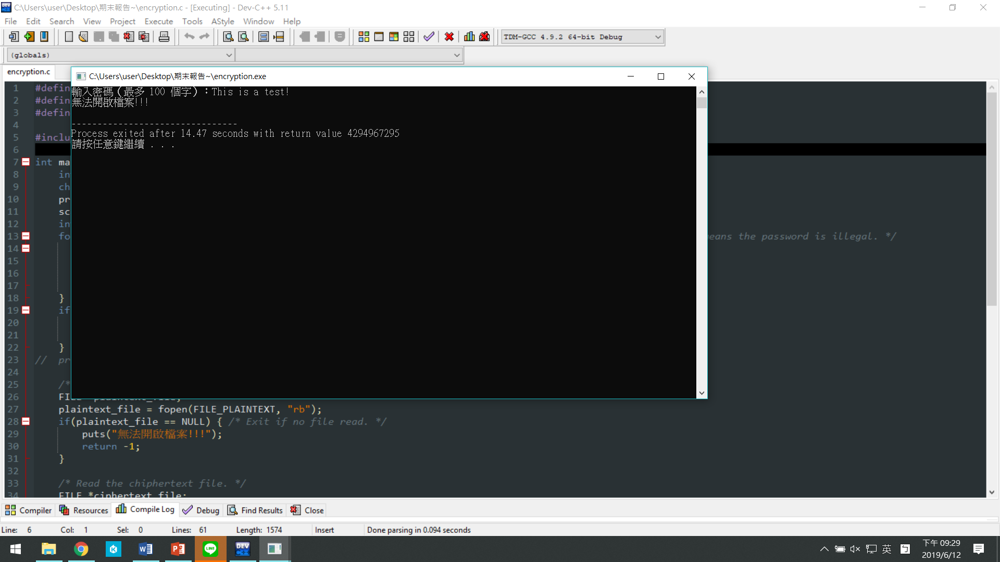 C:\Users\user\Desktop\期末報告~\encryption.c - [Executing] - Dev-C++ 5.11
File Edit Search View Project Execute Tools AStyle Window Help
TDM-GCC 4.9.2 64-bit Debug
(globals)
encryption.c
C:\Users\user\Desktop\期末報告~\encryption.exe
輸入密碼(最多 100 個字):This is a test!
無法開啟檔案!!!
--------------------------------
Process exited after 14.47 seconds with return value 4294967295
請按任意鍵繼續 . . .
1 #defin
2 #defin
3 #defin
4
5 #inclu
6
7 int ma
8 in
9 ch
10 pr
11 sc
12 in
13 fo eans the password is illegal. */
14
15
16
17
18 }
19 if
20
21
22 }
23 // pr
24
25 /*
26
27 plaintext_file = fopen(FILE_PLAINTEXT, "rb");
28 if(plaintext_file == NULL) { /* Exit if no file read. */
29 puts("無法開啟檔案!!!");
30 return -1;
31 }
32
33 /* Read the chiphertext file. */
34 FILE *ciphertext_file;
Compiler Resources Compile Log Debug Find Results Close
Line: 6 Col: 1 Sel: 0 Lines: 61 Length: 1574 Insert Done parsing in 0.094 seconds
LINE
DEV
英
下午 09:29
2019/6/12